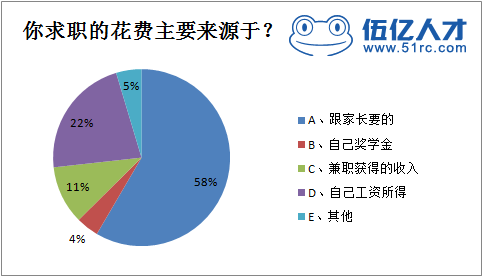 你求职的花费主要来源于？
伍亿人才
www.51rc.com
5%
22%
11%
4%
58%
A、跟家长要的
B、自己奖学金
C、兼职获得的收入
D、自己工资所得
E、其他